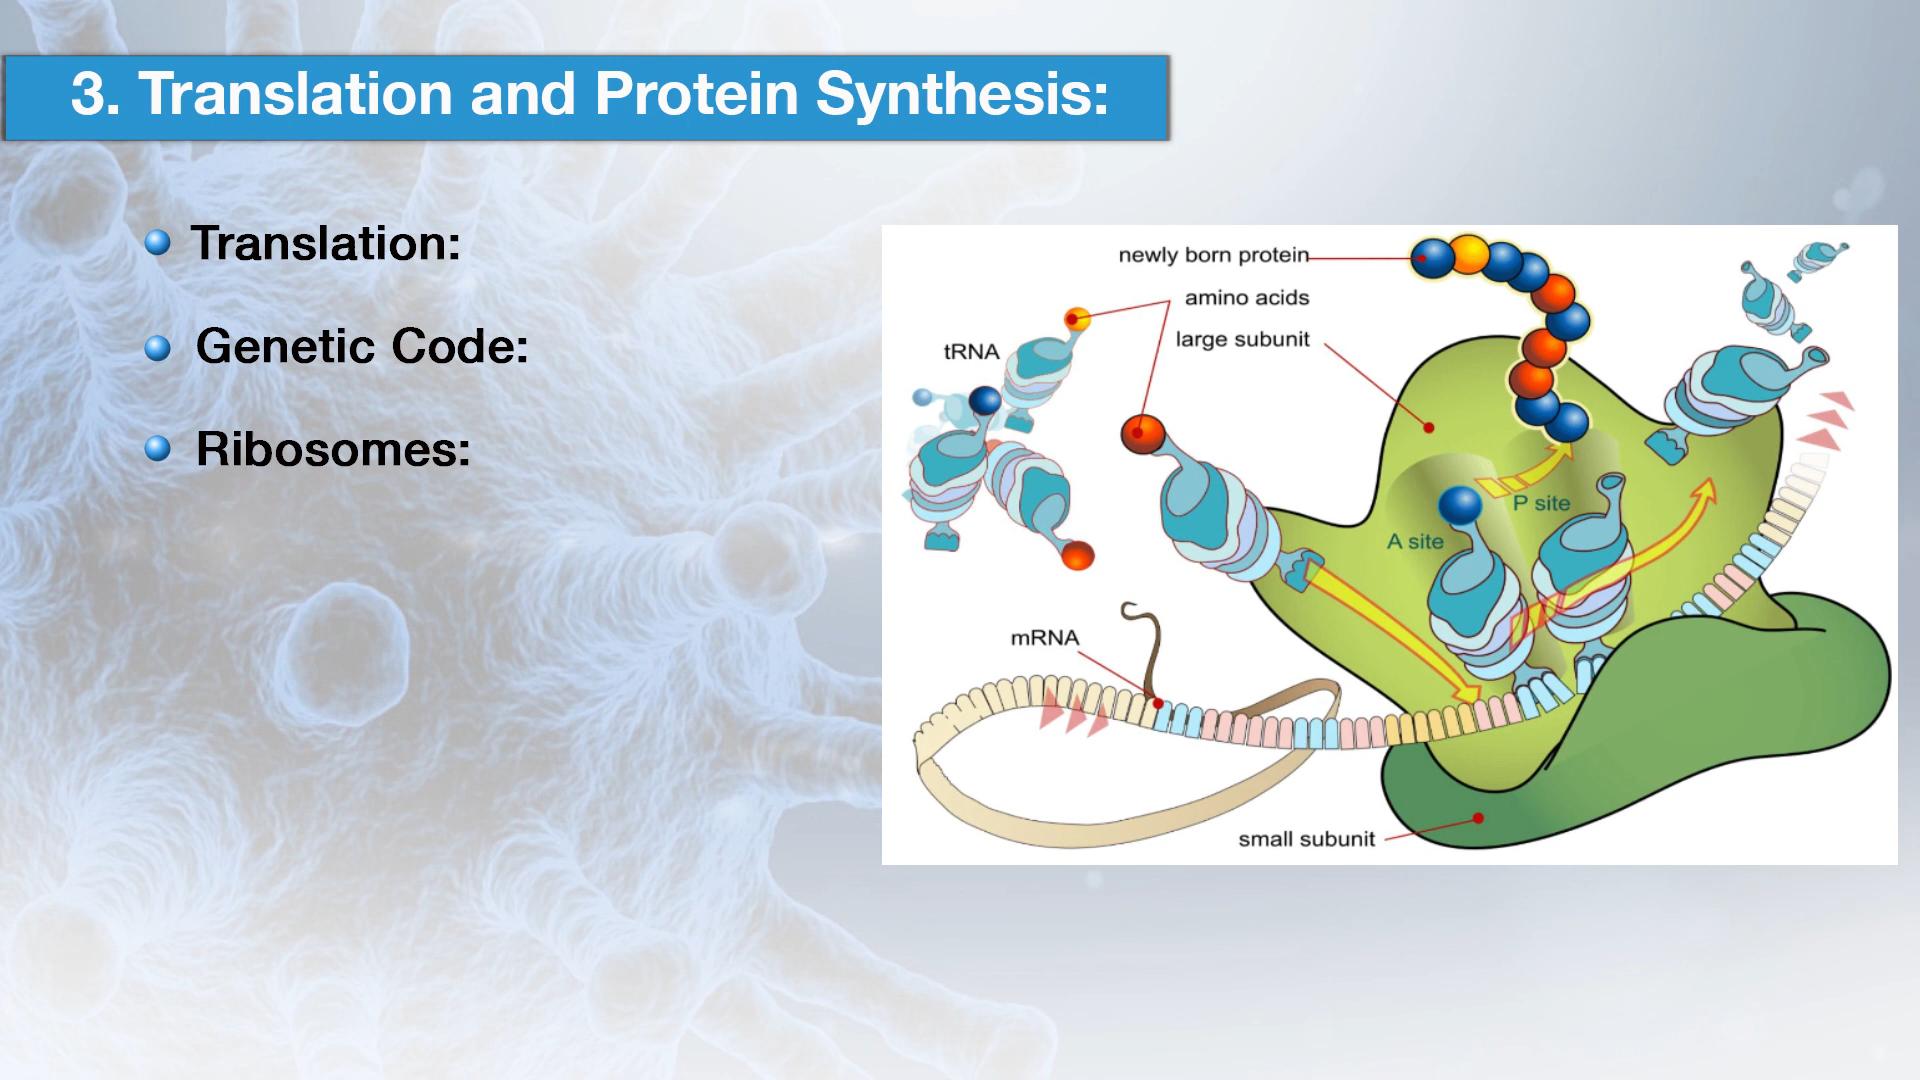 3. Translation and Protein Synthesis:
Translation:
Genetic Code:
Ribosomes:
newly born protein
amino acids
large subunit
tRNA
P site
A site
mRNA
small subunit